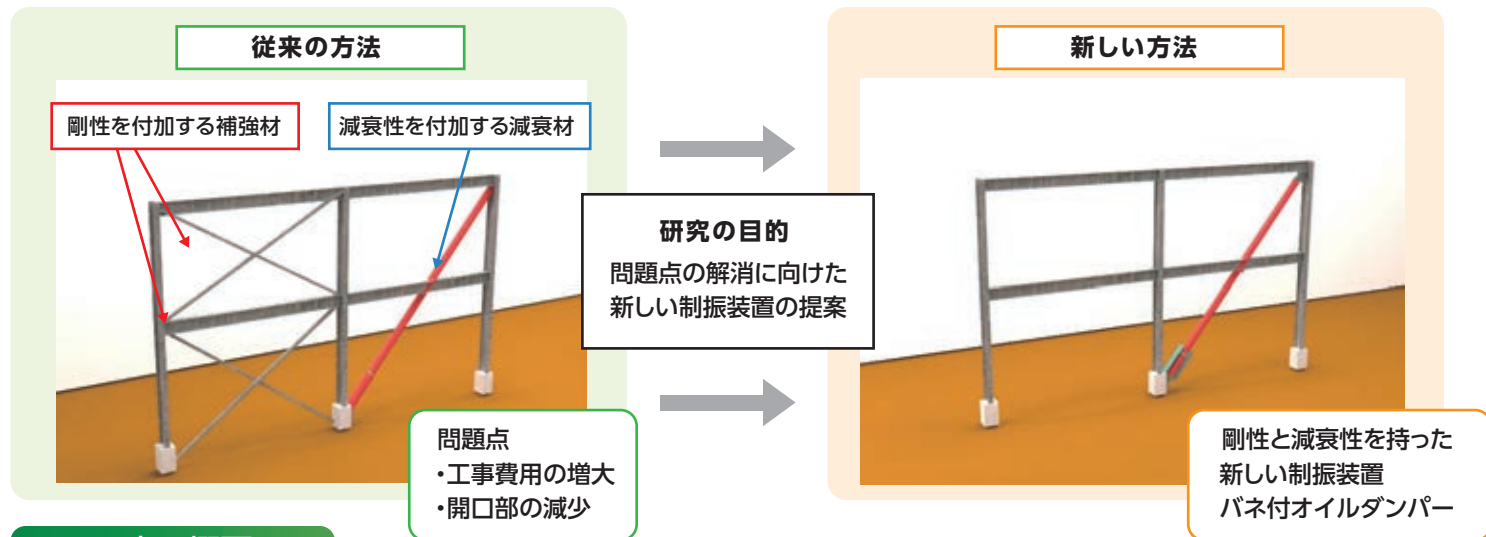 従来の方法
剛性を付加する補強材
減衰性を付加する減衰材
問題点
・工事費用の増大
・開口部の減少
研究の目的
問題点の解消に向けた
新しい制振装置の提案
新しい方法
剛性と減衰性を持った
新しい制振装置
バネ付オイルダンパー